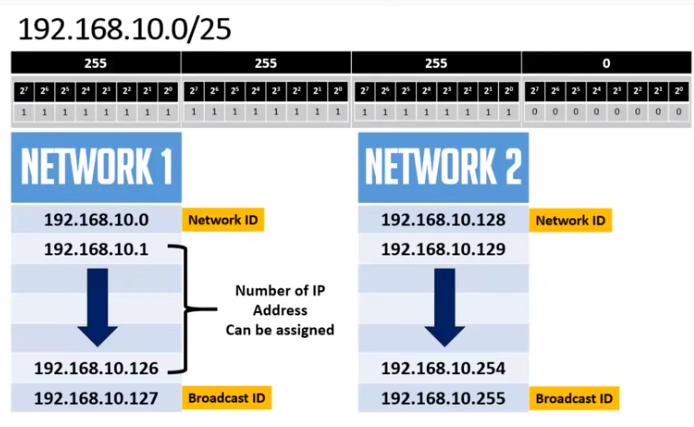 192.168.10.0/25
255 255 255 0
2⁷ 2⁶ 2⁵ 2⁴ 2³ 2² 2¹ 2⁰ 2⁷ 2⁶ 2⁵ 2⁴ 2³ 2² 2¹ 2⁰ 2⁷ 2⁶ 2⁵ 2⁴ 2³ 2² 2¹ 2⁰ 2⁷ 2⁶ 2⁵ 2⁴ 2³ 2² 2¹ 2⁰
1 1 1 1 1 1 1 1 1 1 1 1 1 1 1 1 1 1 1 1 1 1 1 1 0 0 0 0 0 0 0 0
NETWORK 1
192.168.10.0 Network ID
192.168.10.1
Number of IP
Address
Can be assigned
192.168.10.126
192.168.10.127 Broadcast ID
NETWORK 2
192.168.10.128 Network ID
192.168.10.129
192.168.10.254
192.168.10.255 Broadcast ID